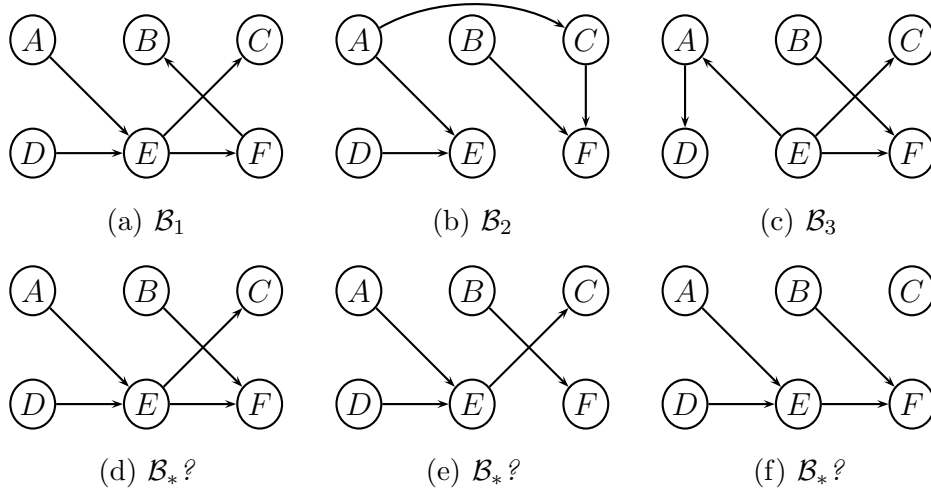 A B C A B C A B C
D E F D E F D E F
(a) 𝓑₁ (b) 𝓑₂ (c) 𝓑₃
A B C A B C A B C
D E F D E F D E F
(d) 𝓑∗? (e) 𝓑∗? (f) 𝓑∗?